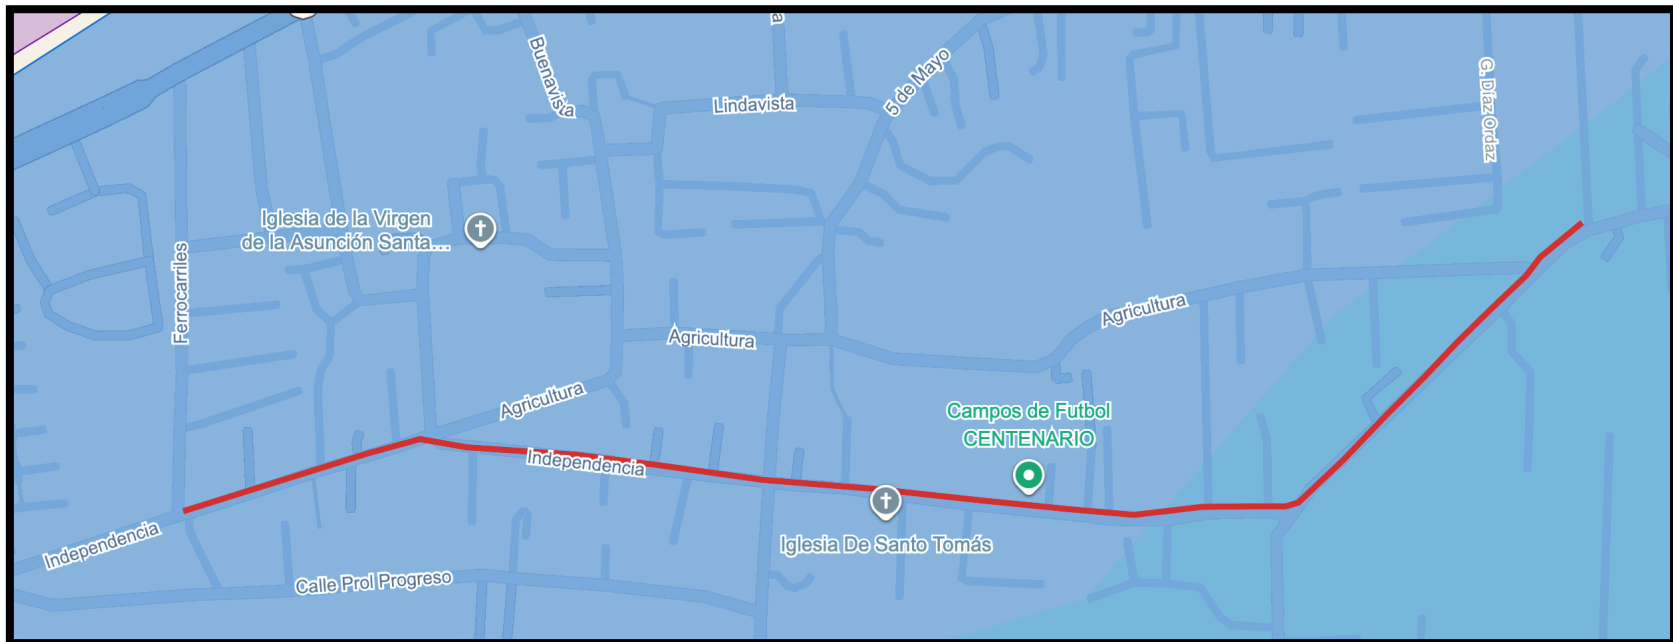 Buenavista
5 de Mayo
Lindavista
G. Díaz Ordaz
Iglesia de la Virgen
de la Asunción Santa...
Ferrocarriles
Agricultura
Agricultura
Agricultura
Campos de Futbol
CENTENARIO
Independencia
Independencia
Iglesia De Santo Tomás
Calle Prol Progreso